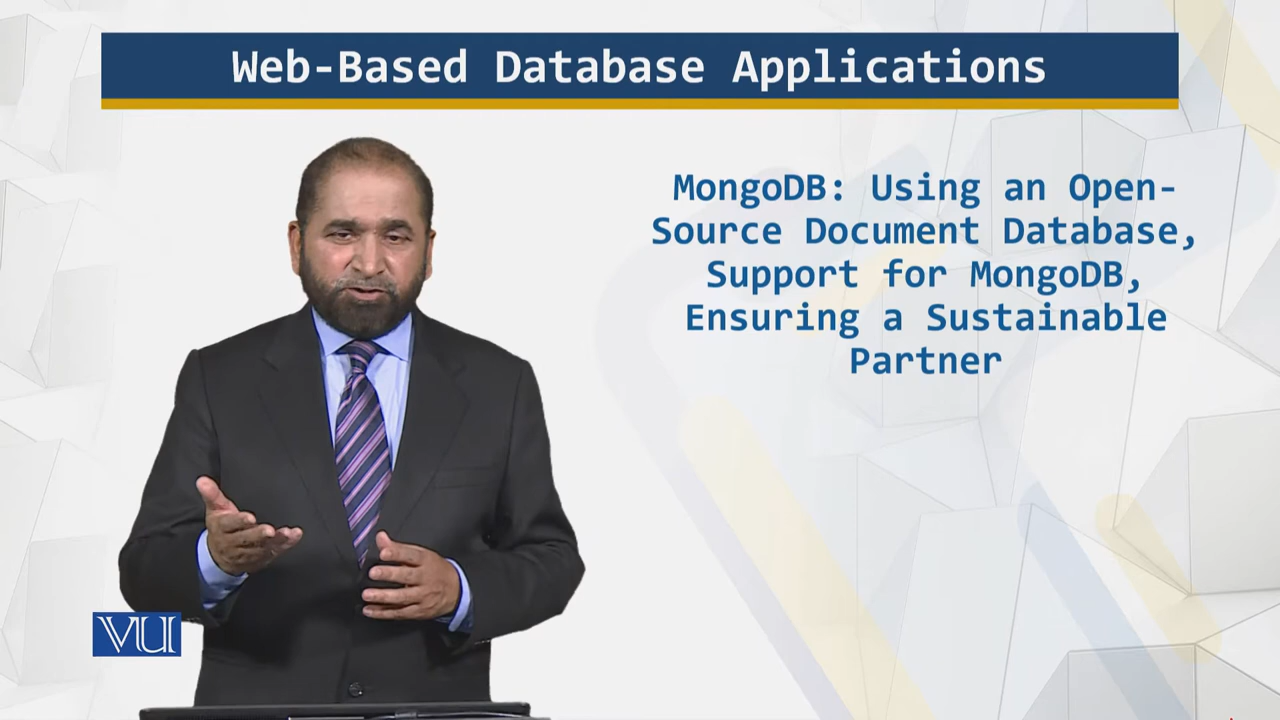 Web-Based Database Applications
MongoDB: Using an Open-
Source Document Database,
Support for MongoDB,
Ensuring a Sustainable
Partner
VU